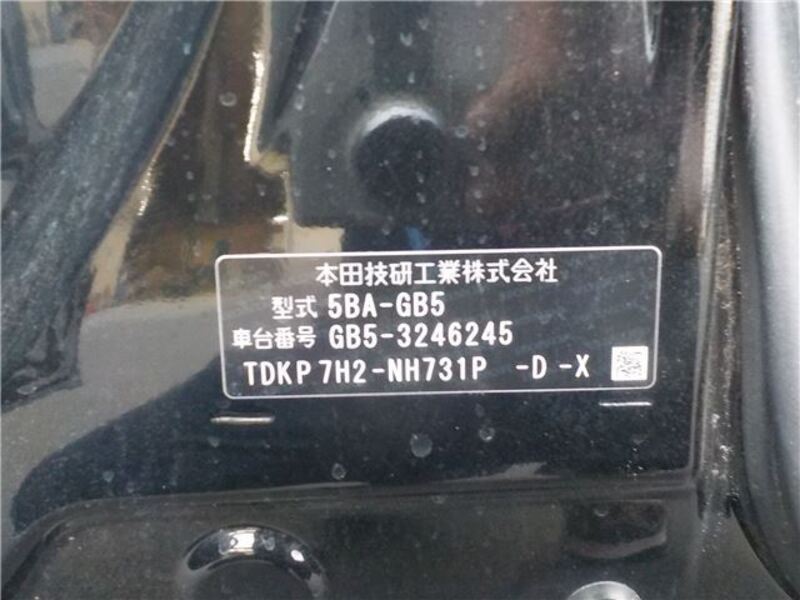 本田技研工業株式会社
型式 5BA-GB5
車台番号 GB5-3246245
TDKP 7H2-NH731P -D -X